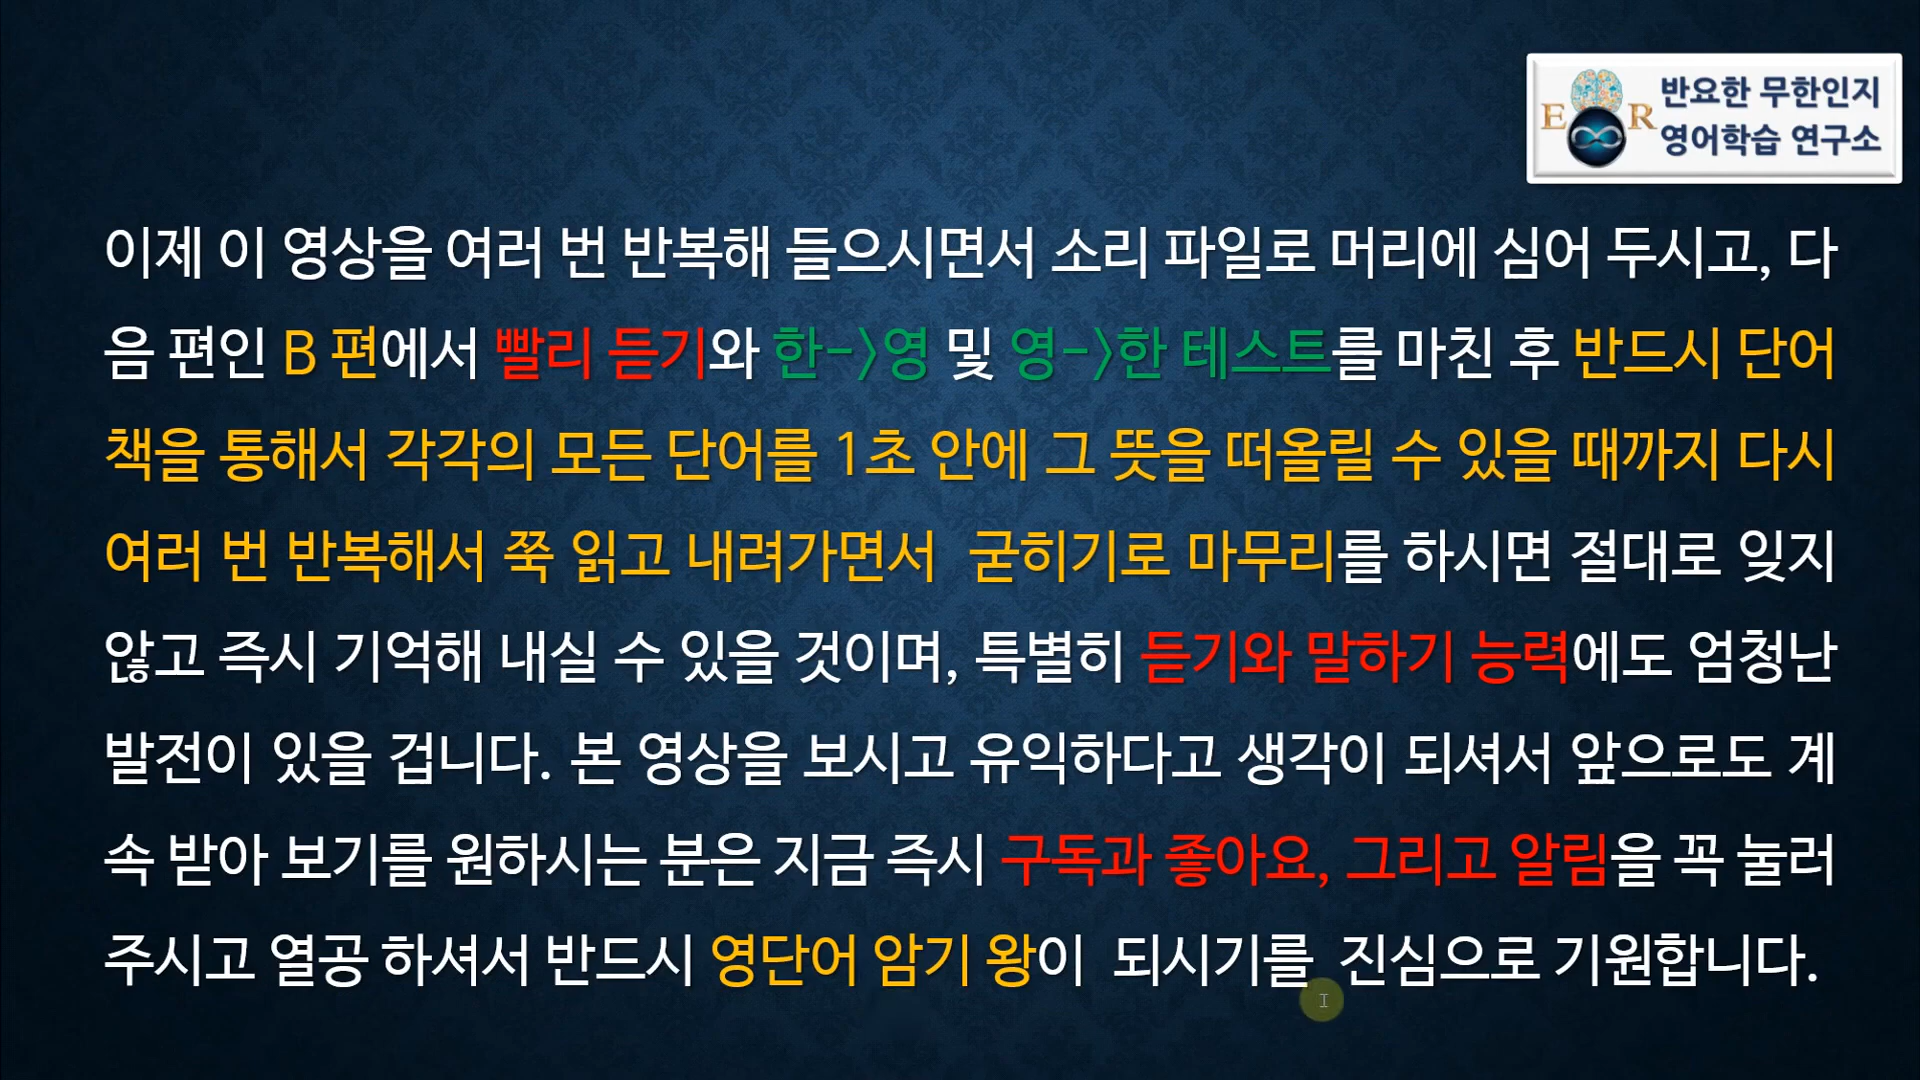 반요한 무한인지
E R
영어학습 연구소
이제 이 영상을 여러 번 반복해 들으시면서 소리 파일로 머리에 심어 두시고, 다
음 편인 B 편에서 빨리 듣기와 한->영 및 영->한 테스트를 마친 후 반드시 단어
책을 통해서 각각의 모든 단어를 1초 안에 그 뜻을 떠올릴 수 있을 때까지 다시
여러 번 반복해서 쭉 읽고 내려가면서 굳히기로 마무리를 하시면 절대로 잊지
않고 즉시 기억해 내실 수 있을 것이며, 특별히 듣기와 말하기 능력에도 엄청난
발전이 있을 겁니다. 본 영상을 보시고 유익하다고 생각이 되셔서 앞으로도 계
속 받아 보기를 원하시는 분은 지금 즉시 구독과 좋아요, 그리고 알림을 꼭 눌러
주시고 열공 하셔서 반드시 영단어 암기 왕이 되시기를 진심으로 기원합니다.